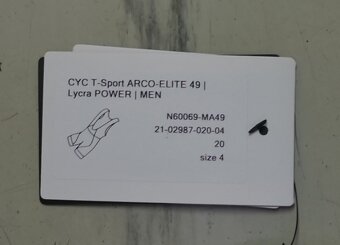 CYC T-Sport ARCO-ELITE 49 |
Lycra POWER | MEN
N60069-MA49
21-02987-020-04
20
size 4